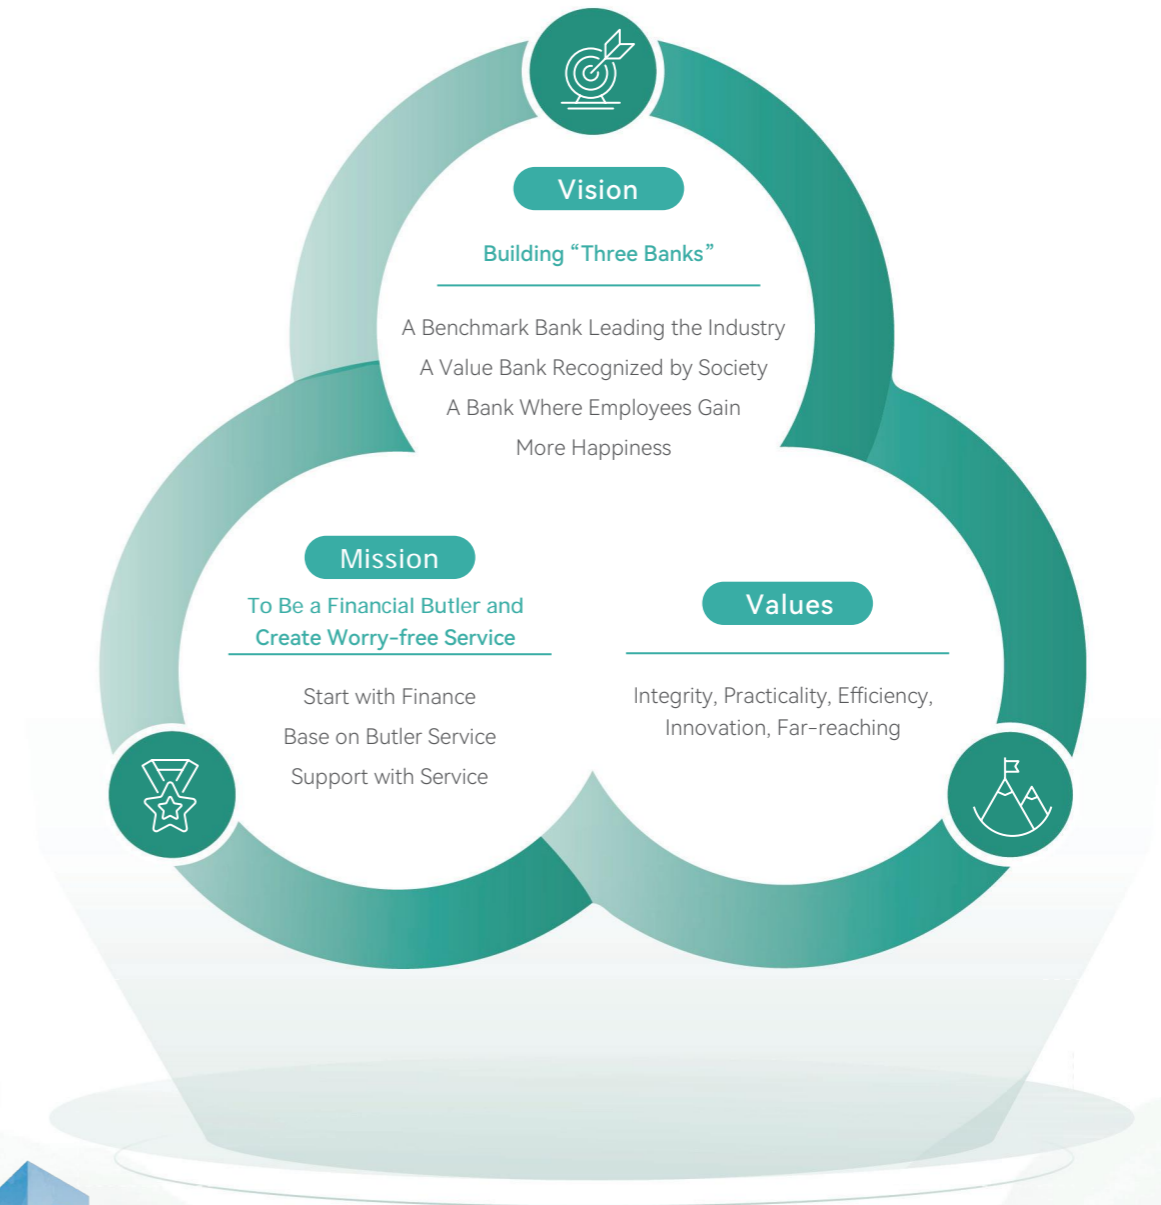 Vision
Building “Three Banks”
A Benchmark Bank Leading the Industry
A Value Bank Recognized by Society
A Bank Where Employees Gain
More Happiness
Mission
To Be a Financial Butler and
Create Worry-free Service
Start with Finance
Base on Butler Service
Support with Service
Values
Integrity, Practicality, Efficiency,
Innovation, Far-reaching